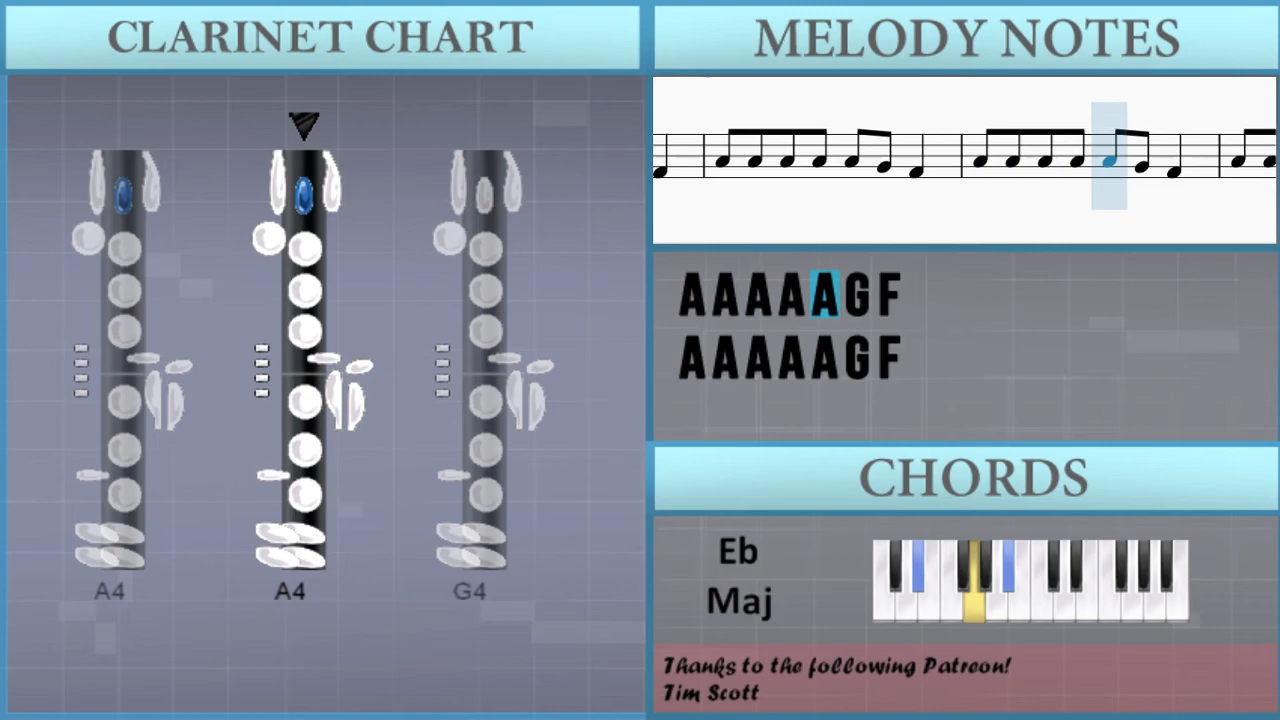 CLARINET CHART
A4
A4
G4
MELODY NOTES
AAAAAGF
AAAAAGF
CHORDS
Eb
Maj
Thanks to the following Patreon!
Tim Scott